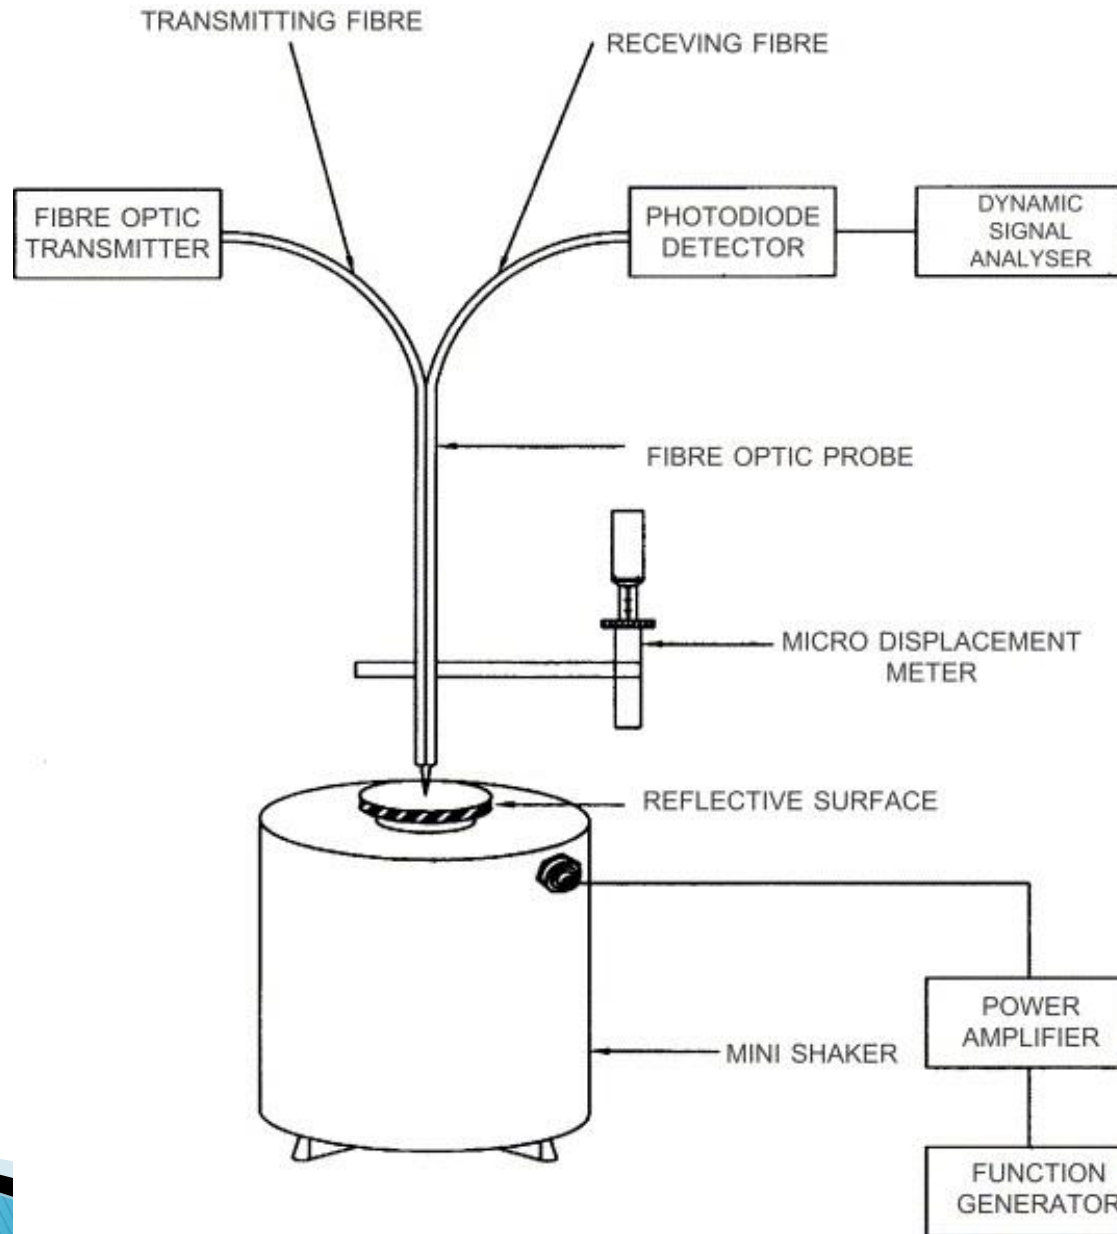 TRANSMITTING FIBRE
RECEVING FIBRE
FIBRE OPTIC
TRANSMITTER
PHOTODIODE
DETECTOR
DYNAMIC
SIGNAL
ANALYSER
FIBRE OPTIC PROBE
MICRO DISPLACEMENT
METER
REFLECTIVE SURFACE
MINI SHAKER
POWER
AMPLIFIER
FUNCTION
GENERATOR